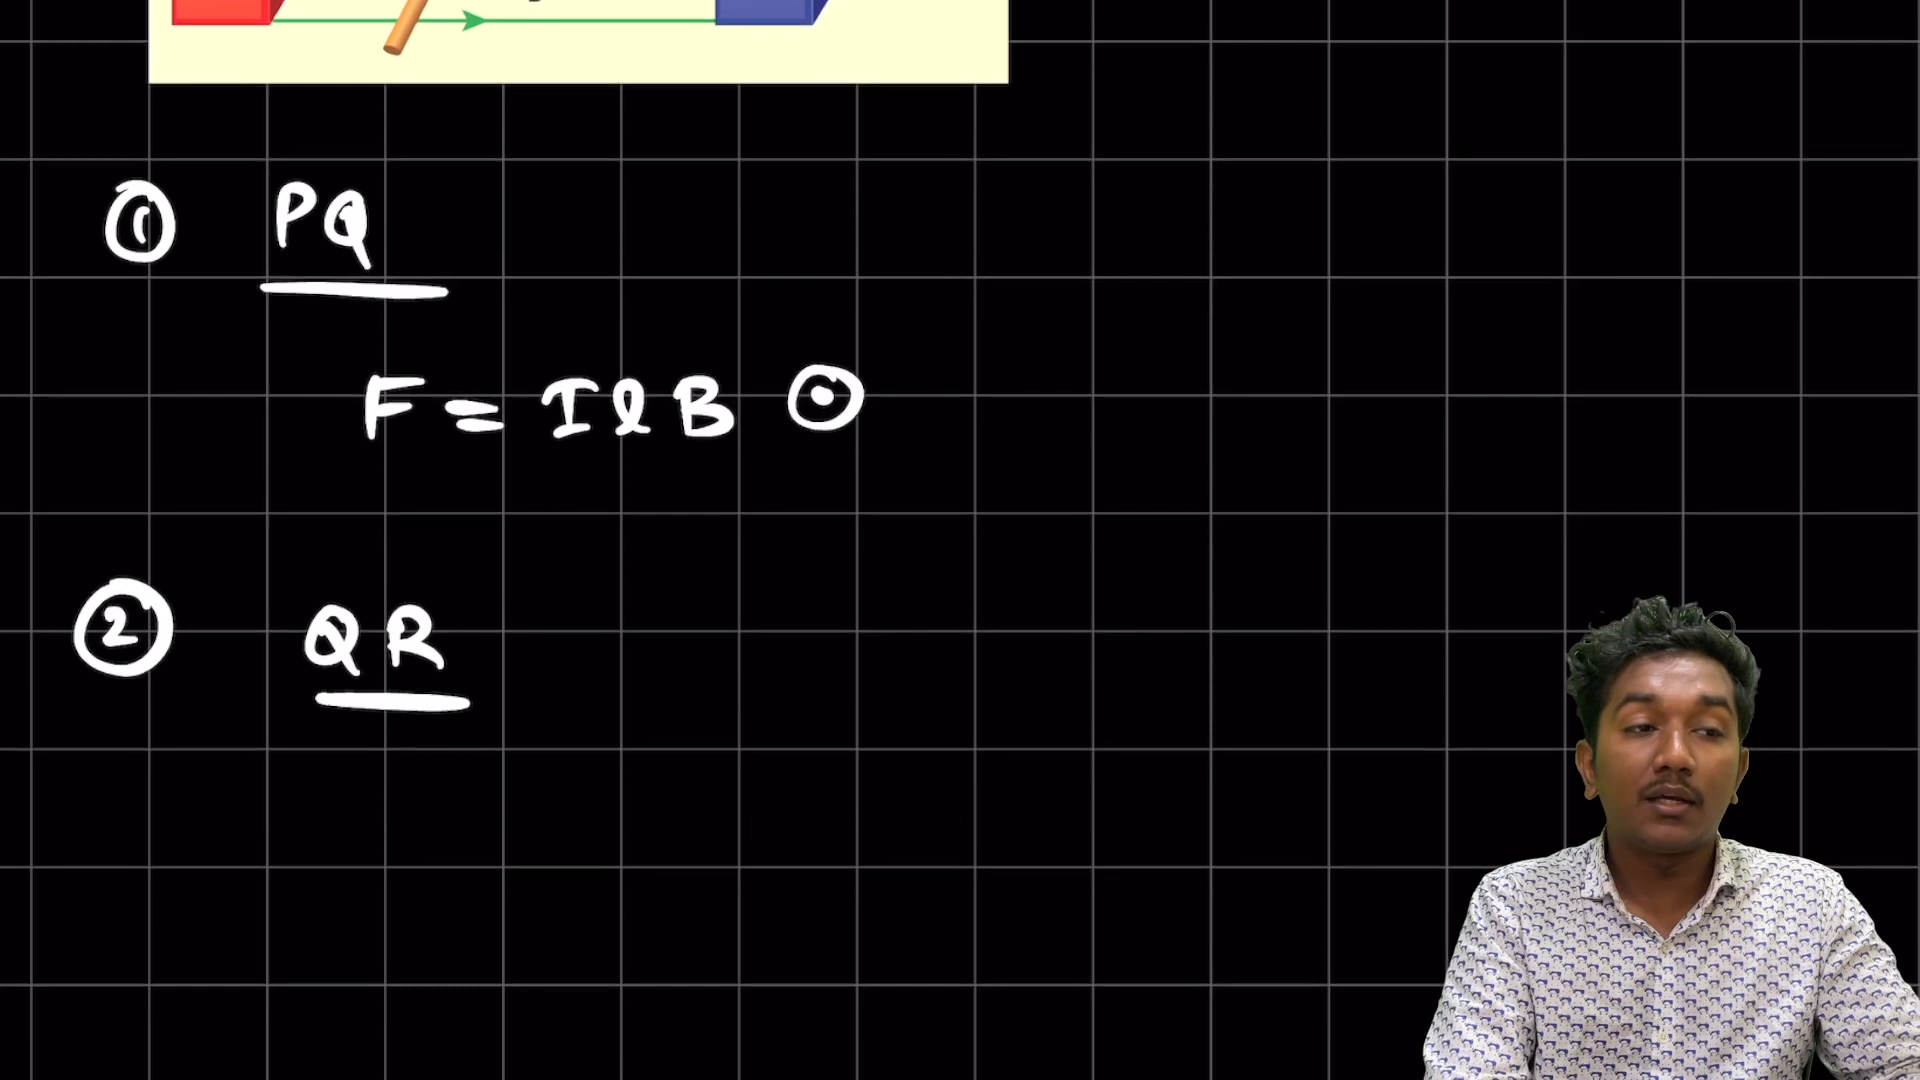 ① PQ
F = IlB ⊙
② QR